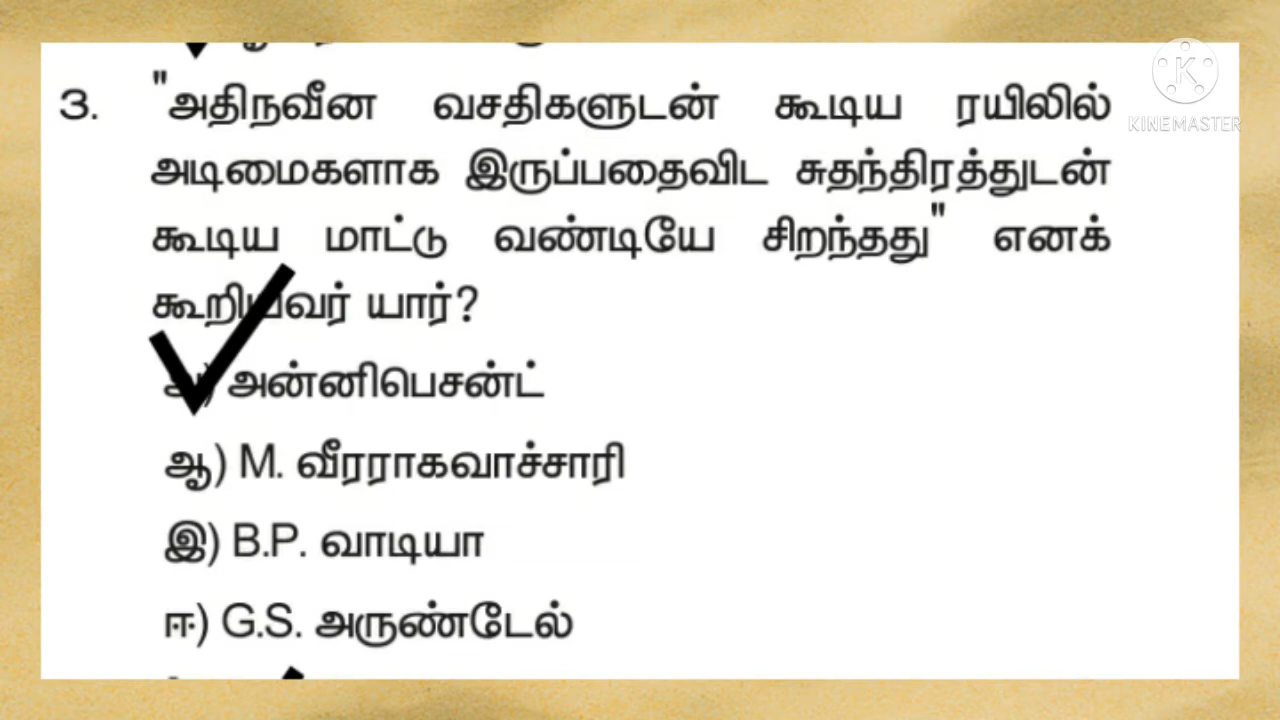 3. "அதிநவீன வசதிகளுடன் கூடிய ரயிலில்
அடிமைகளாக இருப்பதைவிட சுதந்திரத்துடன்
கூடிய மாட்டு வண்டியே சிறந்தது" எனக்
கூறியவர் யார்?
அ) அன்னிபெசன்ட்
ஆ) M. வீரராகவாச்சாரி
இ) B.P. வாடியா
ஈ) G.S. அருண்டேல்
K
KINEMASTER